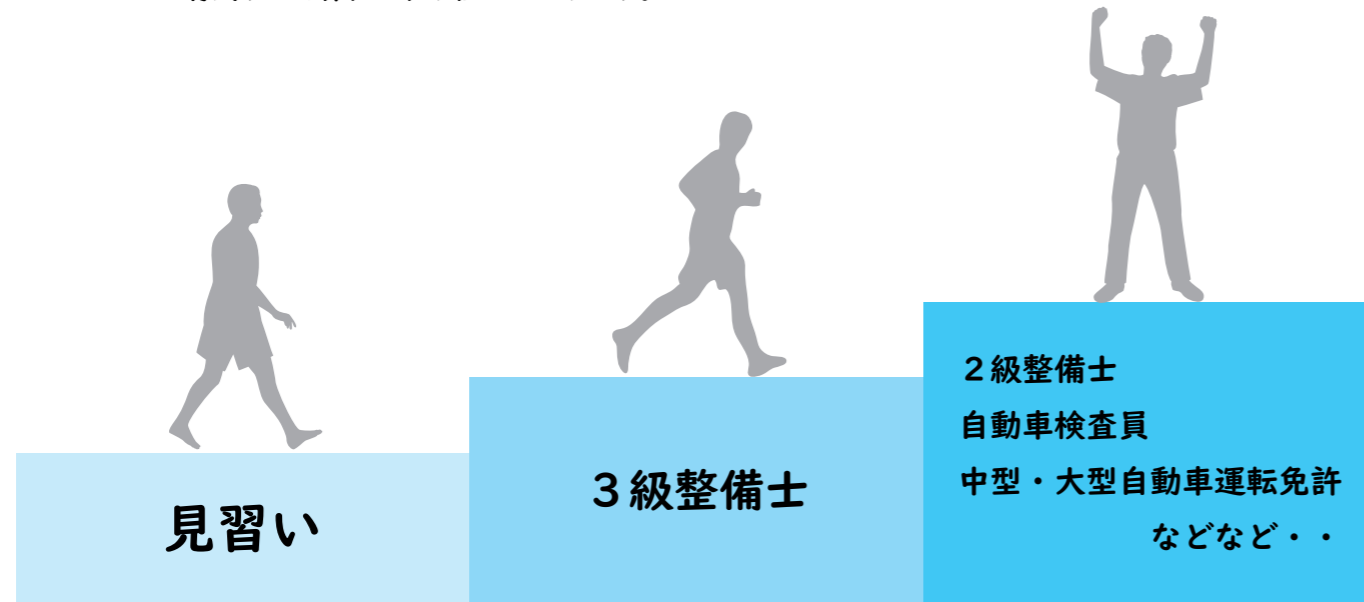 見習い
３級整備士
２級整備士
自動車検査員
中型・大型自動車運転免許
などなど・・